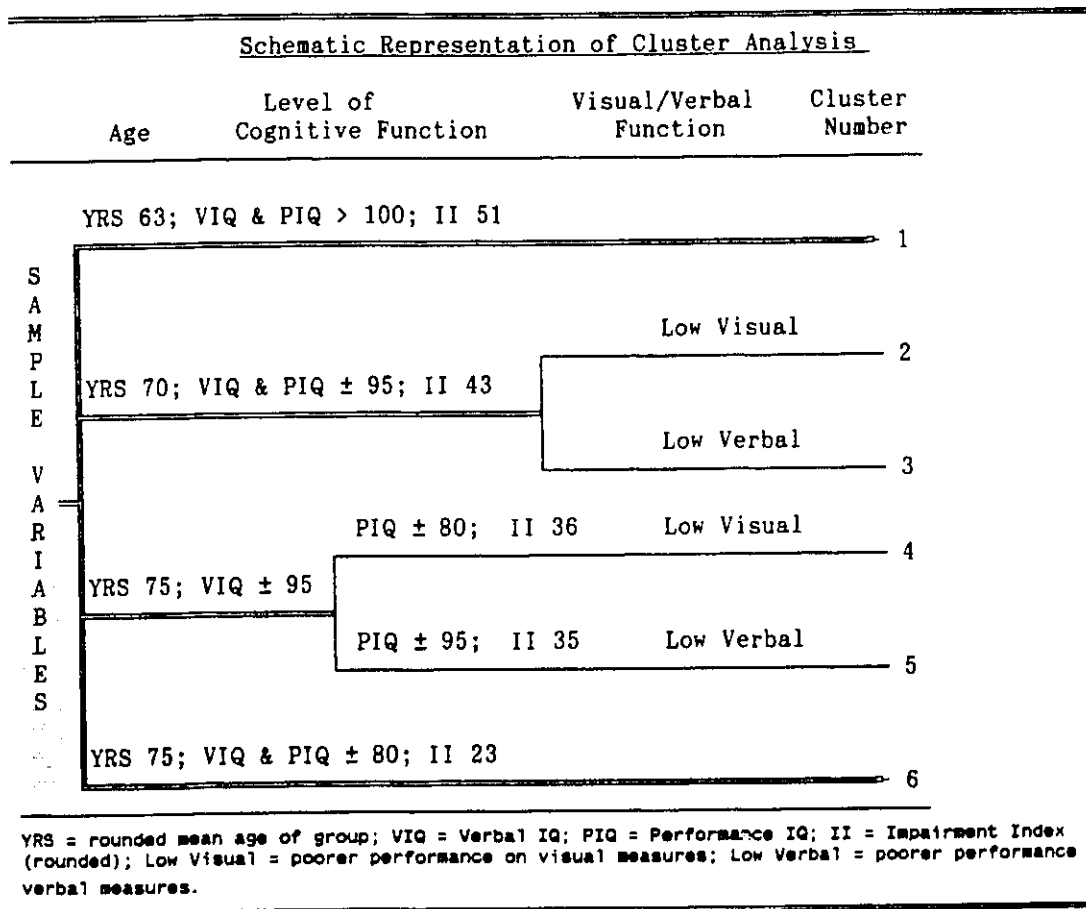 Schematic Representation of Cluster Analysis
Level of Visual/Verbal Cluster
Age Cognitive Function Function Number
YRS 63; VIQ & PIQ > 100; II 51
1
SAMPLE VARIABLES
Low Visual
2
YRS 70; VIQ & PIQ ± 95; II 43
Low Verbal
3
PIQ ± 80; II 36 Low Visual
4
YRS 75; VIQ ± 95
PIQ ± 95; II 35 Low Verbal
5
YRS 75; VIQ & PIQ ± 80; II 23
6
YRS = rounded mean age of group; VIQ = Verbal IQ; PIQ = Performance IQ; II = Impairment Index
(rounded); Low Visual = poorer performance on visual measures; Low Verbal = poorer performance
verbal measures.